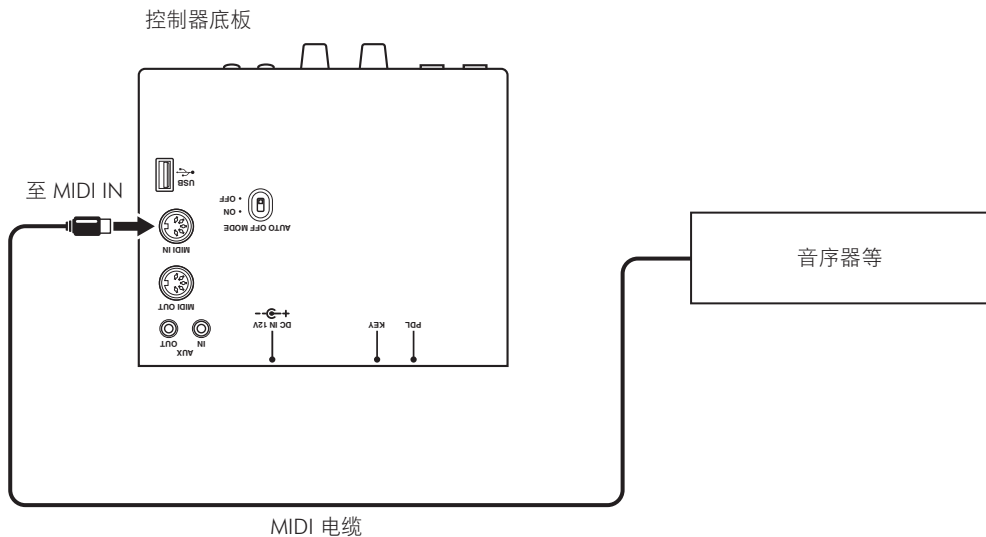 控制器底板
USB
至 MIDI IN
• OFF
• ON
AUTO OFF MODE
MIDI IN
音序器等
MIDI OUT
DC IN 12V
KEY
PDL
OUT
IN
AUX
MIDI 电缆